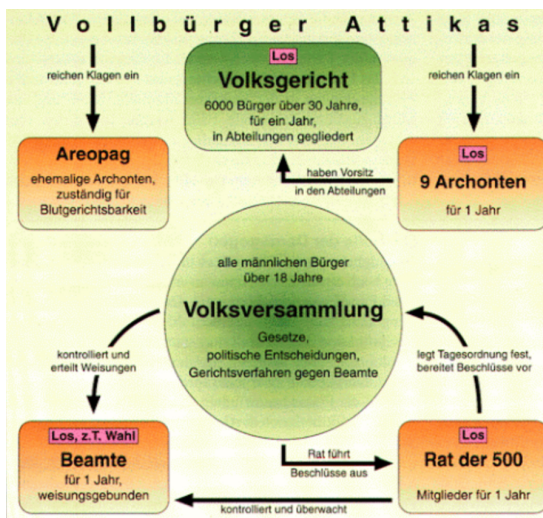 Vollbürger Attikas
reichen Klagen ein
Los
Volksgericht
6000 Bürger über 30 Jahre,
für ein Jahr,
in Abteilungen gegliedert
reichen Klagen ein
Areopag
ehemalige Archonten,
zuständig für
Blutgerichtsbarkeit
haben Vorsitz
in den Abteilungen
Los
9 Archonten
für 1 Jahr
alle männlichen Bürger
über 18 Jahre
Volksversammlung
Gesetze,
politische Entscheidungen,
Gerichtsverfahren gegen Beamte
kontrolliert und
erteilt Weisungen
legt Tagesordnung fest,
bereitet Beschlüsse vor
Los, z.T. Wahl
Beamte
für 1 Jahr,
weisungsgebunden
Rat führt
Beschlüsse aus
Los
Rat der 500
Mitglieder für 1 Jahr
kontrolliert und überwacht